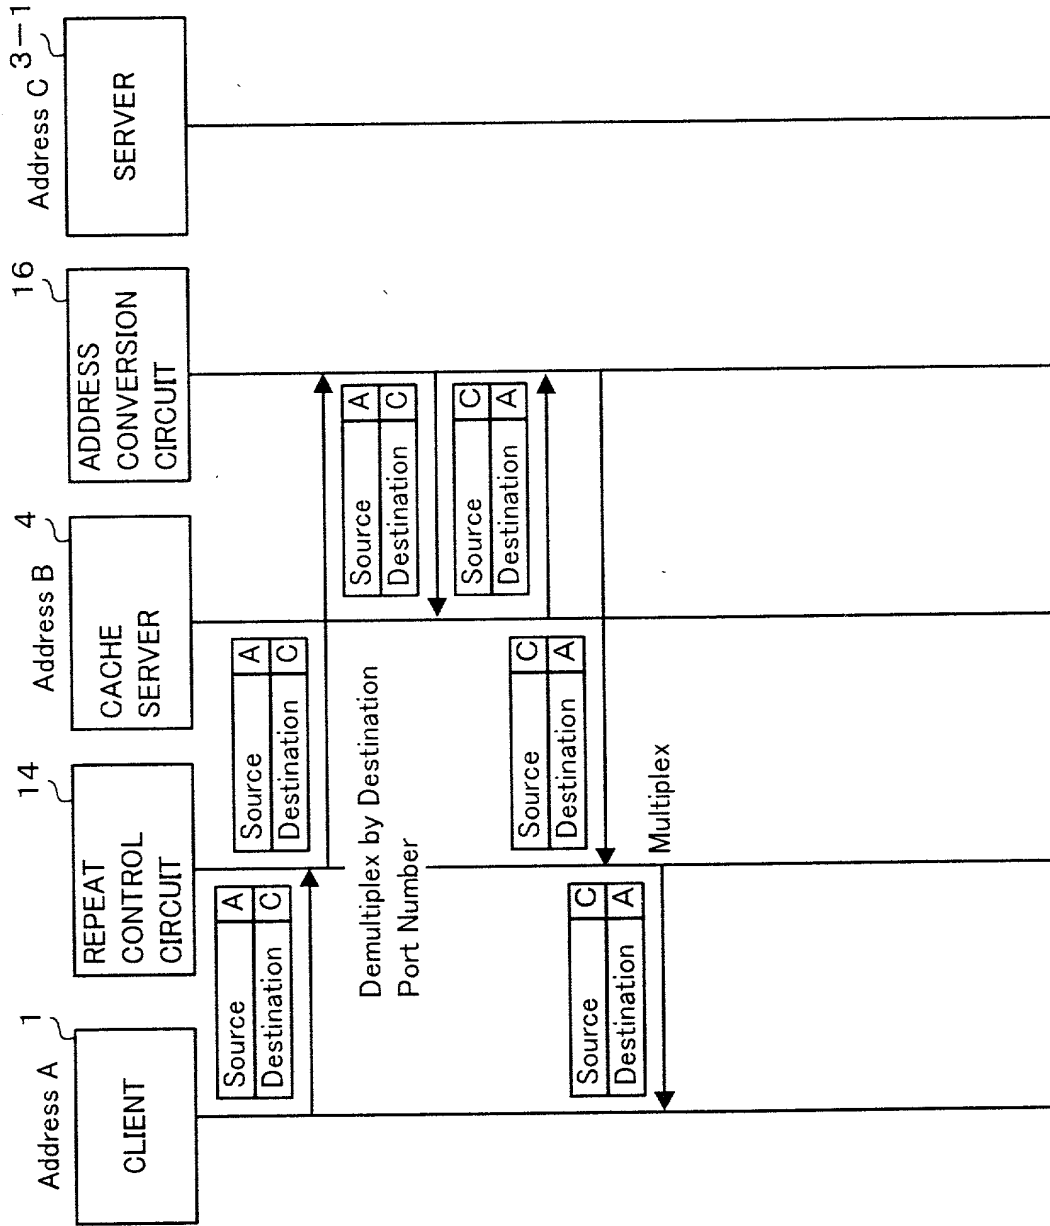 Address A
1
CLIENT
14
REPEAT
CONTROL
CIRCUIT
Address B
4
CACHE
SERVER
16
ADDRESS
CONVERSION
CIRCUIT
Address C
3-1
SERVER
Source A
Destination C
Source A
Destination C
Source A
Destination C
Demultiplex by Destination
Port Number
Source C
Destination A
Source C
Destination A
Multiplex
Source C
Destination A